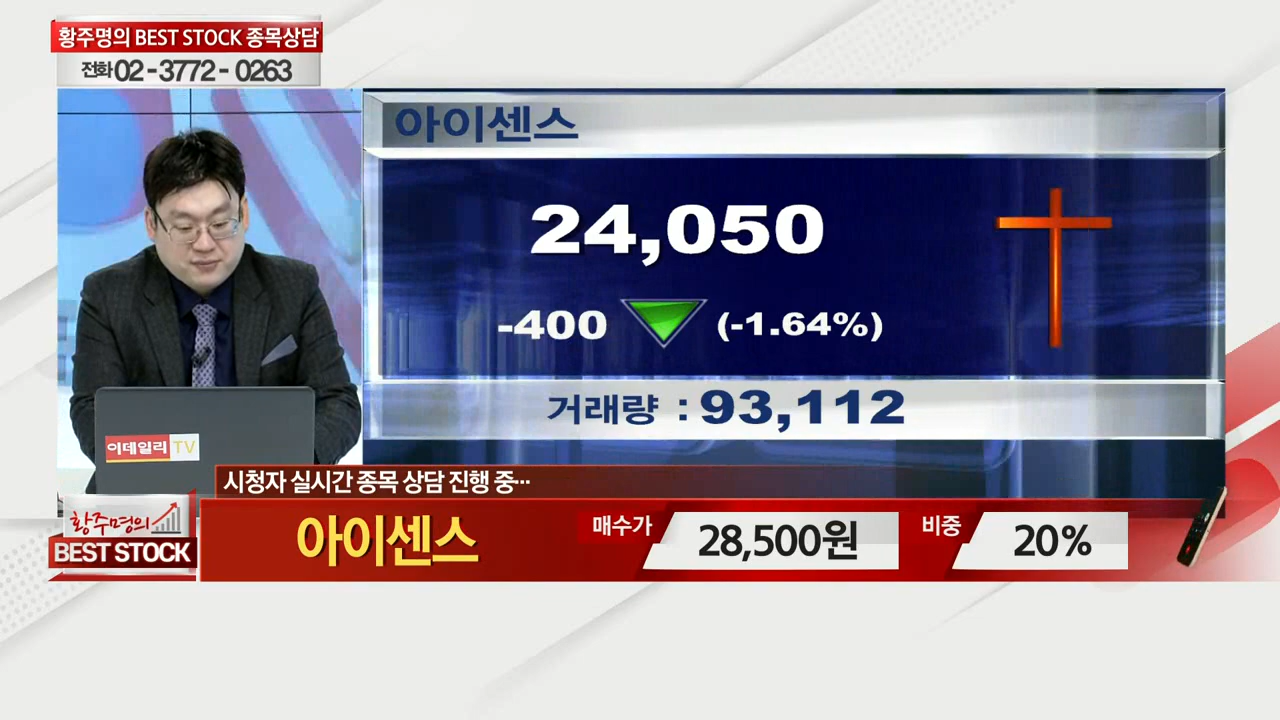 황주명의 BEST STOCK 종목상담
전화 02-3772-0263
아이센스
24,050
-400 (-1.64%)
거래량 : 93,112
이데일리 TV
시청자 실시간 종목 상담 진행 중...
황주명의
BEST STOCK
아이센스 매수가 28,500원 비중 20%